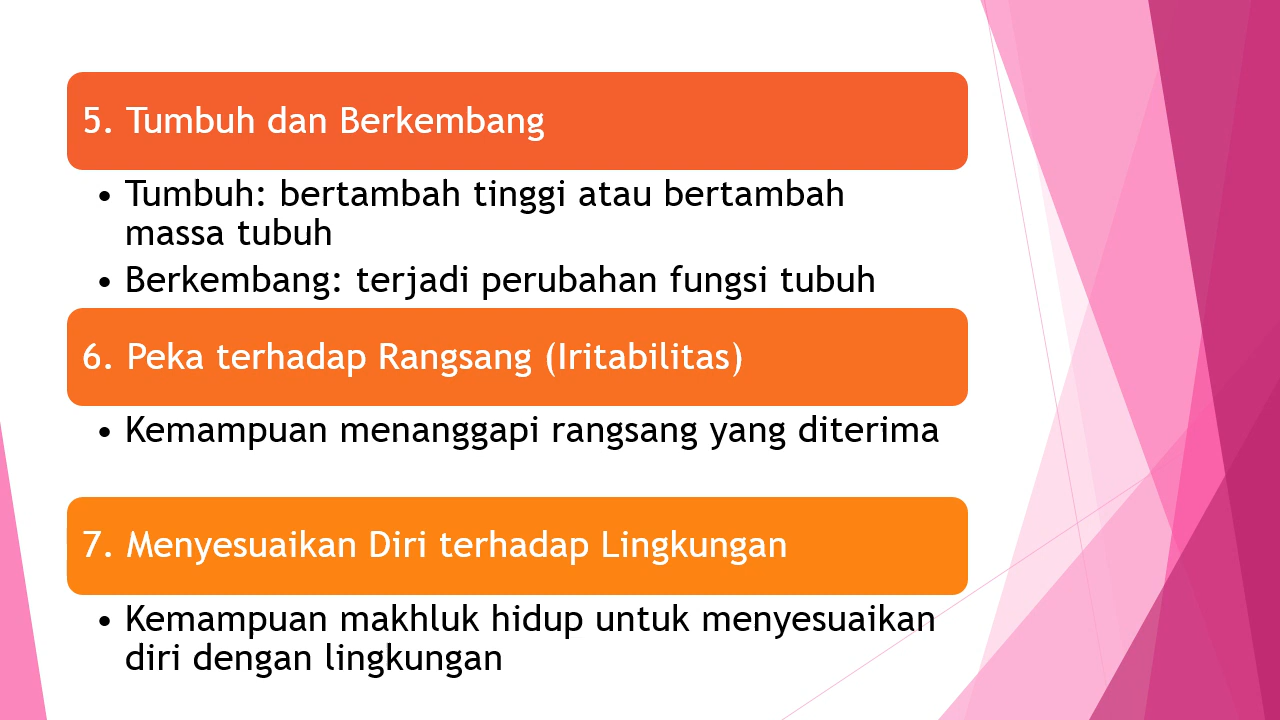 5. Tumbuh dan Berkembang
• Tumbuh: bertambah tinggi atau bertambah
massa tubuh
• Berkembang: terjadi perubahan fungsi tubuh
6. Peka terhadap Rangsang (Iritabilitas)
• Kemampuan menanggapi rangsang yang diterima
7. Menyesuaikan Diri terhadap Lingkungan
• Kemampuan makhluk hidup untuk menyesuaikan
diri dengan lingkungan